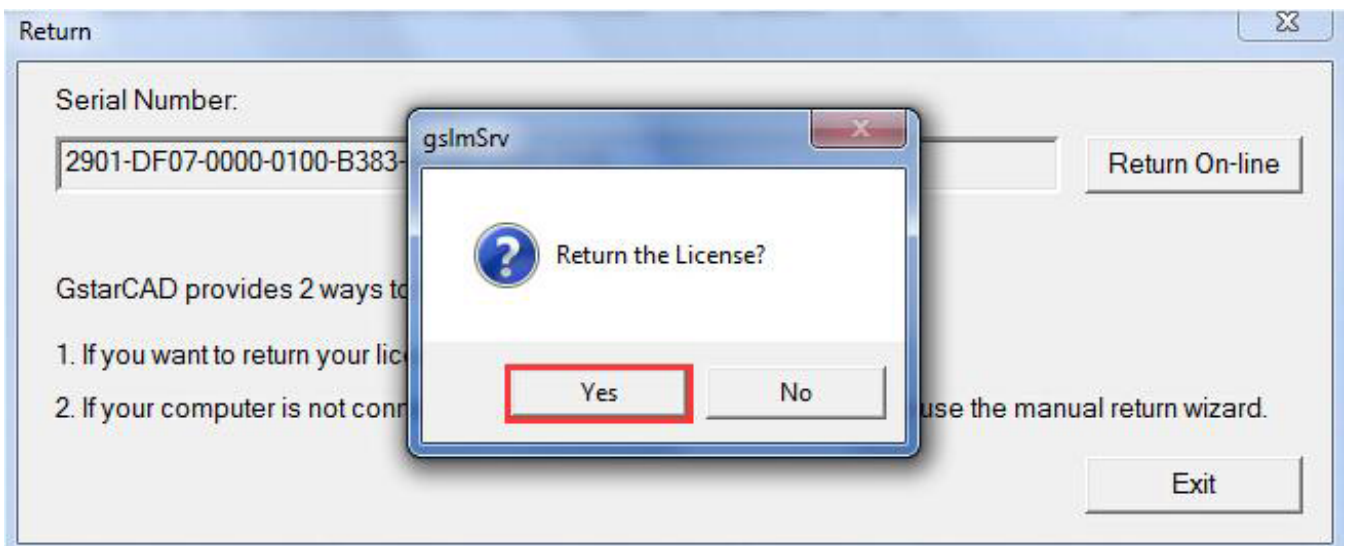 Return
Serial Number:
2901-DF07-0000-0100-B383-
Return On-line
gslmSrv
Return the License?
Yes
No
GstarCAD provides 2 ways to
1. If you want to return your
2. If your computer is not
use the manual return wizard.
Exit